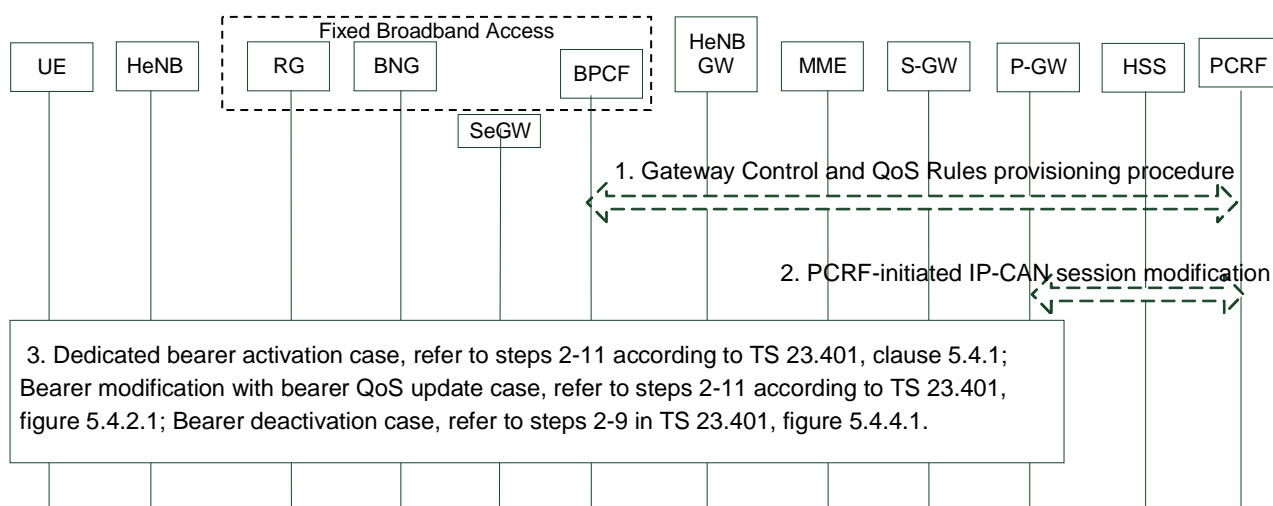 Fixed Broadband Access
UE
HeNB
RG
BNG
BPCF
HeNB
GW
MME
S-GW
P-GW
HSS
PCRF
SeGW
1. Gateway Control and QoS Rules provisioning procedure
2. PCRF-initiated IP-CAN session modification
3. Dedicated bearer activation case, refer to steps 2-11 according to TS 23.401, clause 5.4.1;
Bearer modification with bearer QoS update case, refer to steps 2-11 according to TS 23.401,
figure 5.4.2.1; Bearer deactivation case, refer to steps 2-9 in TS 23.401, figure 5.4.4.1.